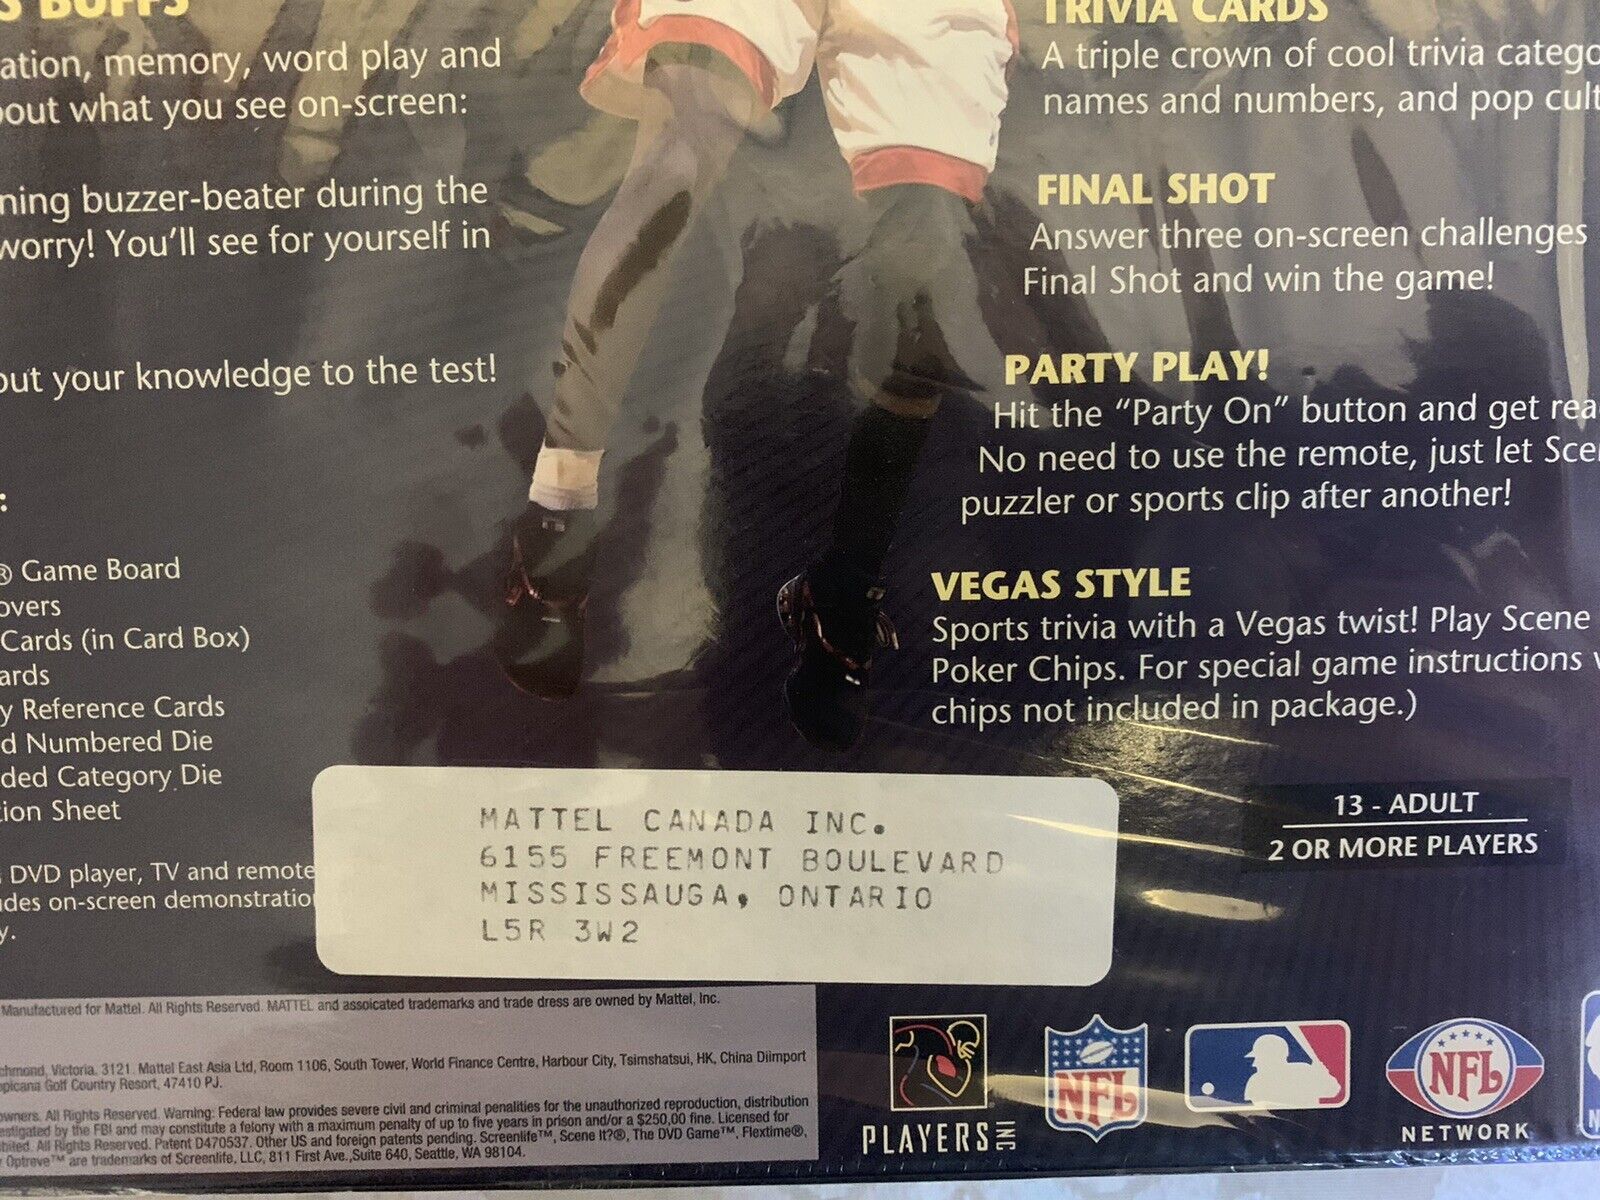 S BUFFS
ation, memory, word play and
out what you see on-screen:
ning buzzer-beater during the
worry! You'll see for yourself in
out your knowledge to the test!
:
® Game Board
overs
Cards (in Card Box)
ards
y Reference Cards
d Numbered Die
ded Category Die
tion Sheet
DVD player, TV and remote
des on-screen demonstratio
y.
TRIVIA CARDS
A triple crown of cool trivia catego
names and numbers, and pop cult
FINAL SHOT
Answer three on-screen challenges
Final Shot and win the game!
PARTY PLAY!
Hit the "Party On" button and get rea
No need to use the remote, just let Sce
puzzler or sports clip after another!
VEGAS STYLE
Sports trivia with a Vegas twist! Play Scene
Poker Chips. For special game instructions
chips not included in package.)
13 - ADULT
2 OR MORE PLAYERS
MATTEL CANADA INC.
6155 FREEMONT BOULEVARD
MISSISSAUGA, ONTARIO
L5R 3W2
Manufactured for Mattel. All Rights Reserved. MATTEL and assoicated trademarks and trade dress are owned by Mattel, Inc.
chmond, Victoria. 3121. Mattel East Asia Ltd, Room 1106, South Tower, World Finance Centre, Harbour City, Tsimshatsui, HK, China Diimport
opicana Golf Country Resort, 47410 PJ.
owners. All Rights Reserved. Warning: Federal law provides severe civil and criminal penalties for the unauthorized reproduction, distribution
estigated by the FBI and may constitute a felony with a maximum penalty of up to five years in prison and/or a $250,00 fine. Licensed for
bited. All Rights Reserved. Patent D470537. Other US and foreign patents pending. Screenlife™, Scene It?®, The DVD Game™, Flextime®,
Optreve™ are trademarks of Screenlife, LLC, 811 First Ave.,Suite 640, Seattle, WA 98104.
PLAYERS INC
NFL
NFL
NETWORK
N